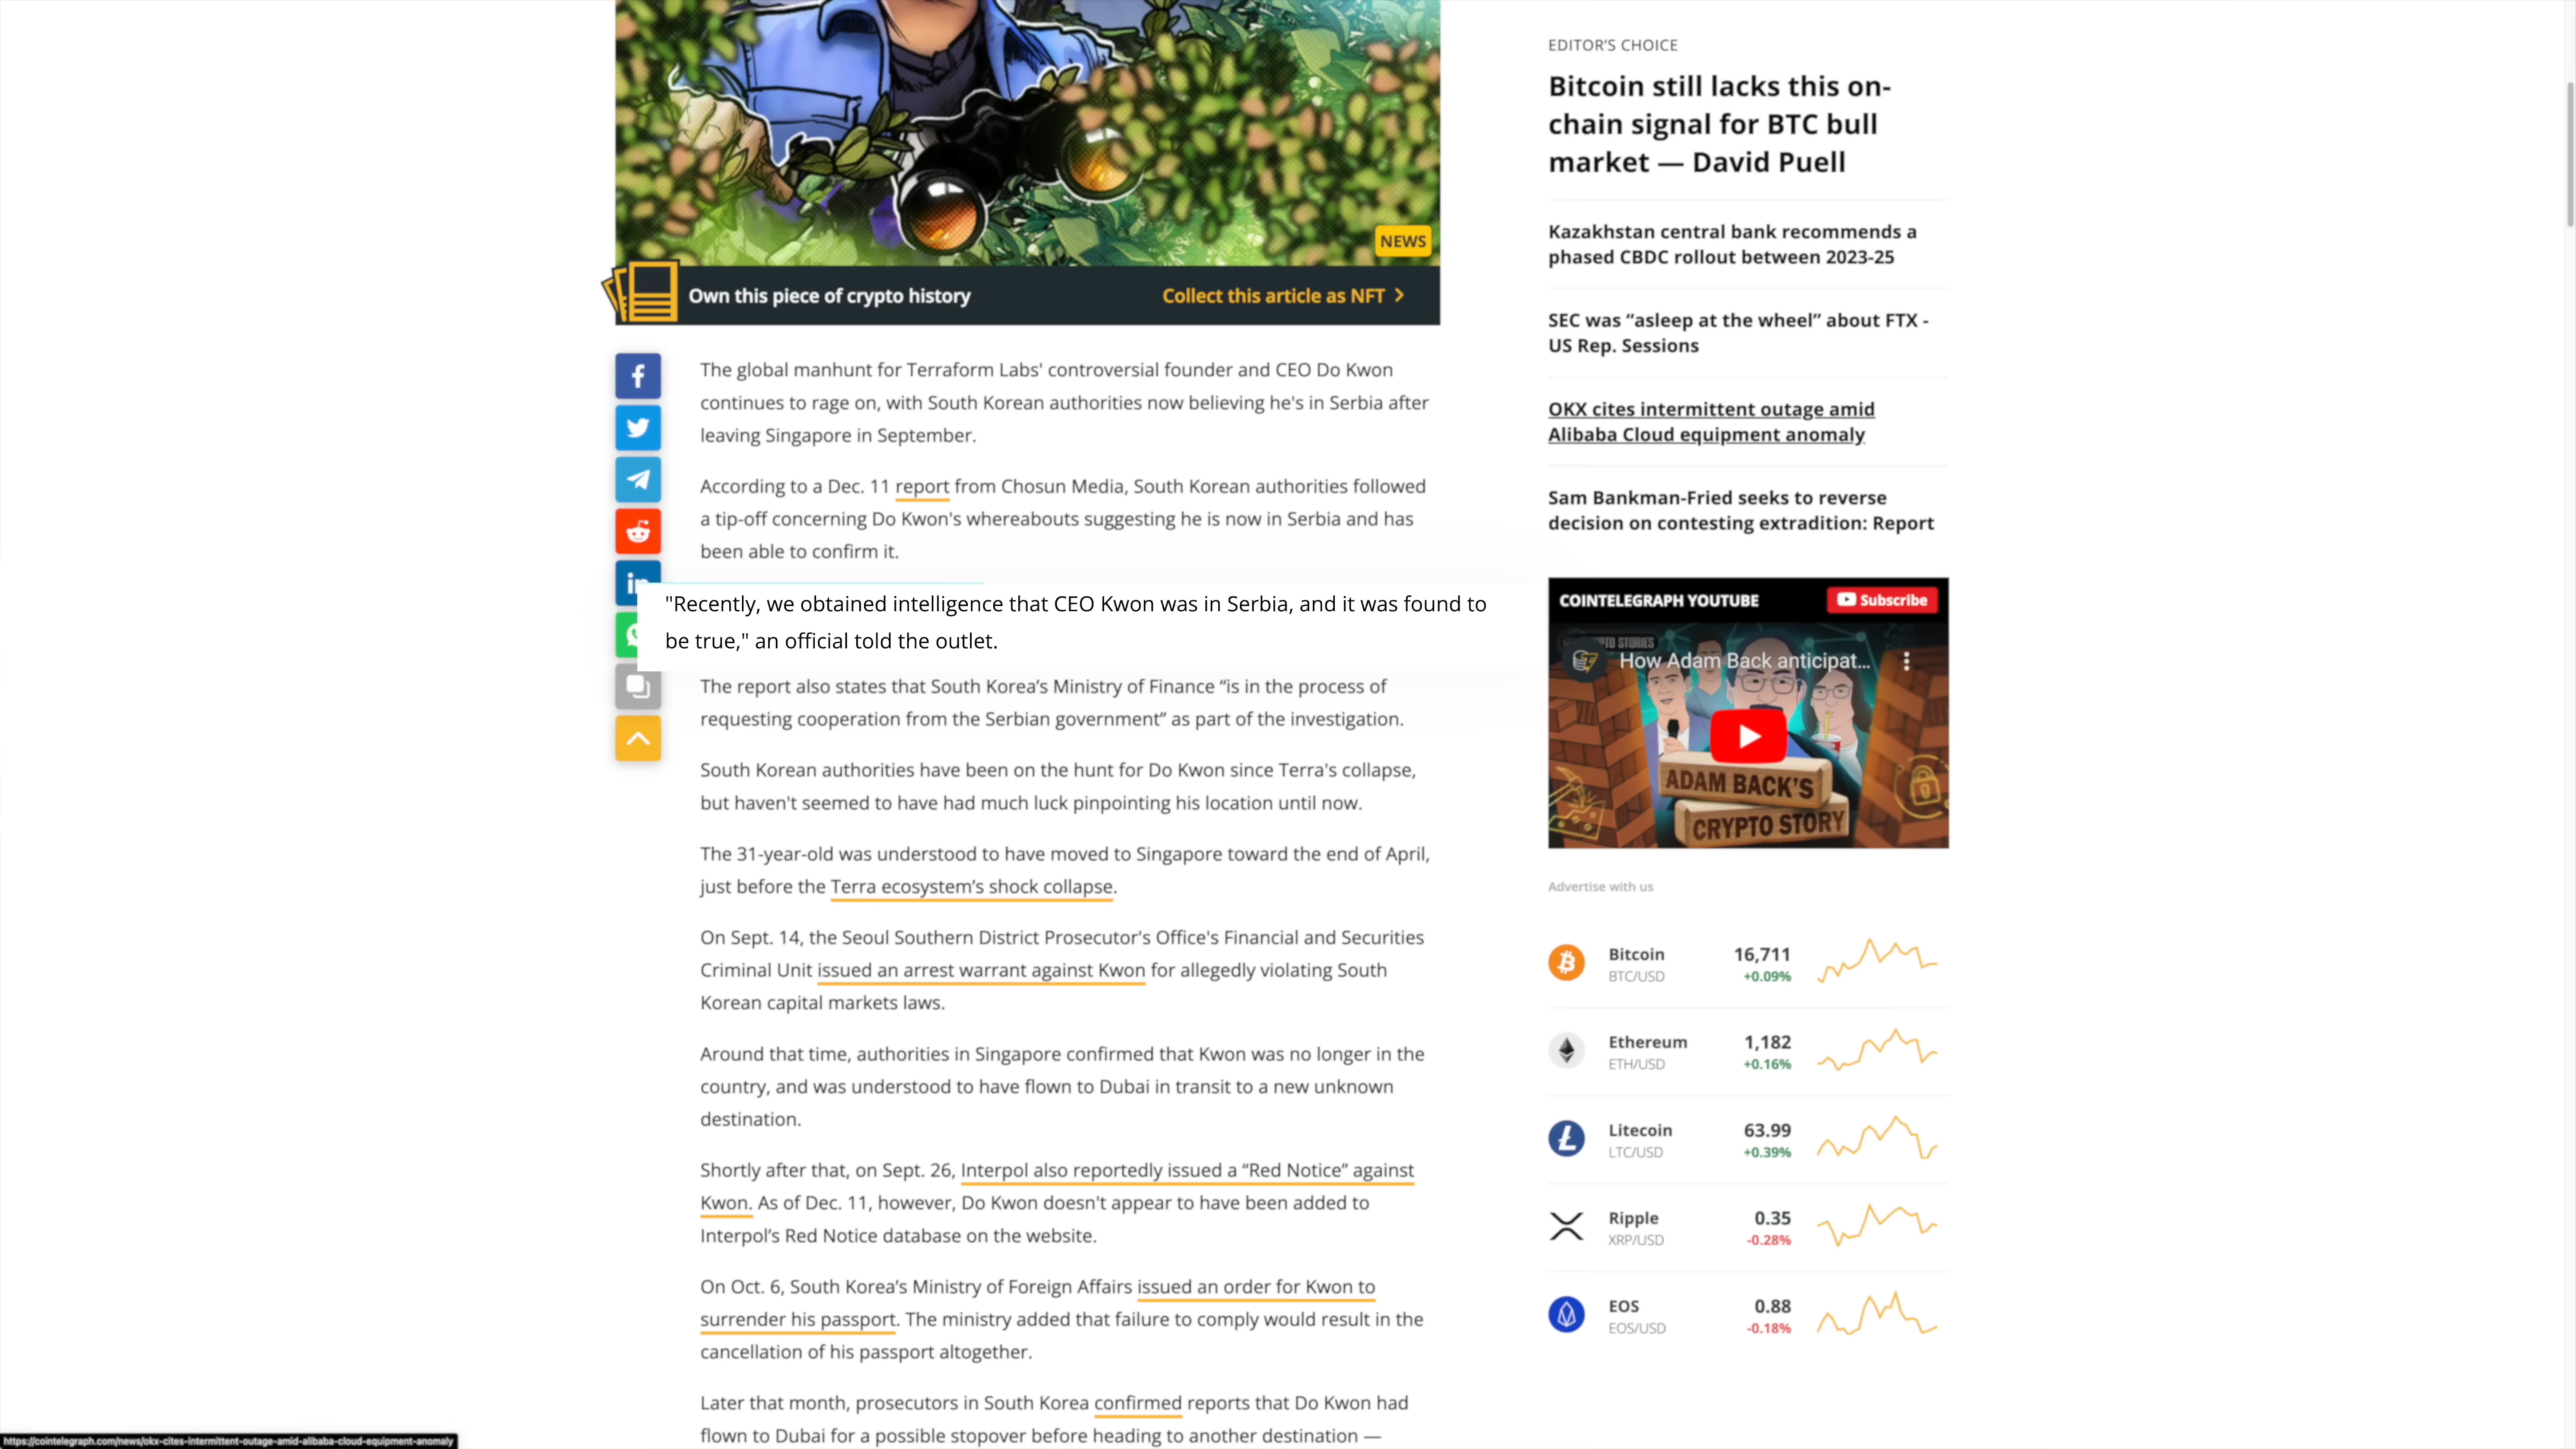 NEWS
Own this piece of crypto history
Collect this article as NFT
The global manhunt for Terraform Labs' controversial founder and CEO Do Kwon
continues to rage on, with South Korean authorities now believing he's in Serbia after
leaving Singapore in September.
According to a Dec. 11 report from Chosun Media, South Korean authorities followed
a tip-off concerning Do Kwon's whereabouts suggesting he is now in Serbia and has
been able to confirm it.
"Recently, we obtained intelligence that CEO Kwon was in Serbia, and it was found to
be true," an official told the outlet.
The report also states that South Korea’s Ministry of Finance “is in the process of
requesting cooperation from the Serbian government” as part of the investigation.
South Korean authorities have been on the hunt for Do Kwon since Terra's collapse,
but haven't seemed to have had much luck pinpointing his location until now.
The 31-year-old was understood to have moved to Singapore toward the end of April,
just before the Terra ecosystem’s shock collapse.
On Sept. 14, the Seoul Southern District Prosecutor's Office's Financial and Securities
Criminal Unit issued an arrest warrant against Kwon for allegedly violating South
Korean capital markets laws.
Around that time, authorities in Singapore confirmed that Kwon was no longer in the
country, and was understood to have flown to Dubai in transit to a new unknown
destination.
Shortly after that, on Sept. 26, Interpol also reportedly issued a “Red Notice” against
Kwon. As of Dec. 11, however, Do Kwon doesn't appear to have been added to
Interpol’s Red Notice database on the website.
On Oct. 6, South Korea’s Ministry of Foreign Affairs issued an order for Kwon to
surrender his passport. The ministry added that failure to comply would result in the
cancellation of his passport altogether.
Later that month, prosecutors in South Korea confirmed reports that Do Kwon had
flown to Dubai for a possible stopover before heading to another destination —
EDITOR’S CHOICE
Bitcoin still lacks this on-
chain signal for BTC bull
market — David Puell
Kazakhstan central bank recommends a
phased CBDC rollout between 2023-25
SEC was “asleep at the wheel” about FTX -
US Rep. Sessions
OKX cites intermittent outage amid
Alibaba Cloud equipment anomaly
Sam Bankman-Fried seeks to reverse
decision on contesting extradition: Report
COINTELEGRAPH YOUTUBE
Subscribe
How Adam Back anticipat...
ADAM BACK'S
CRYPTO STORY
Advertise with us
Bitcoin 16,711
BTC/USD +0.09%
Ethereum 1,182
ETH/USD +0.16%
Litecoin 63.99
LTC/USD +0.39%
Ripple 0.35
XRP/USD -0.28%
EOS 0.88
EOS/USD -0.18%
https://cointelegraph.com/news/okx-cites-intermittent-outage-amid-alibaba-cloud-equipment-anomaly